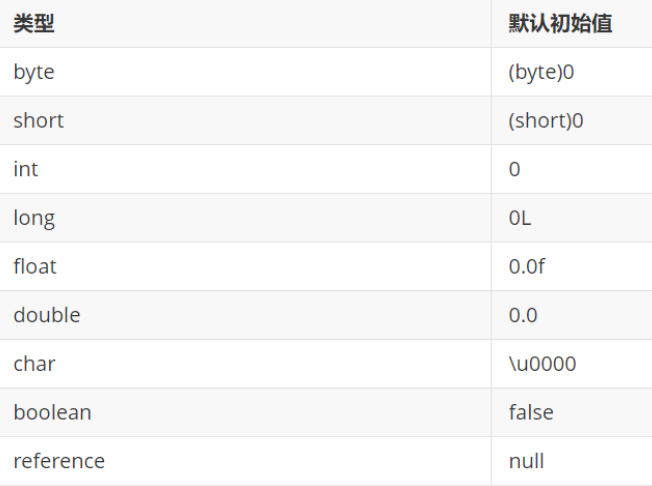 类型 默认初始值
byte (byte)0
short (short)0
int 0
long 0L
float 0.0f
double 0.0
char \u0000
boolean false
reference null